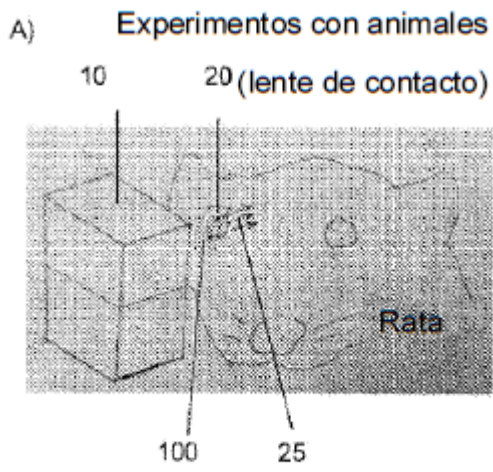 A) Experimentos con animales
10 20 (lente de contacto)
Rata
100 25